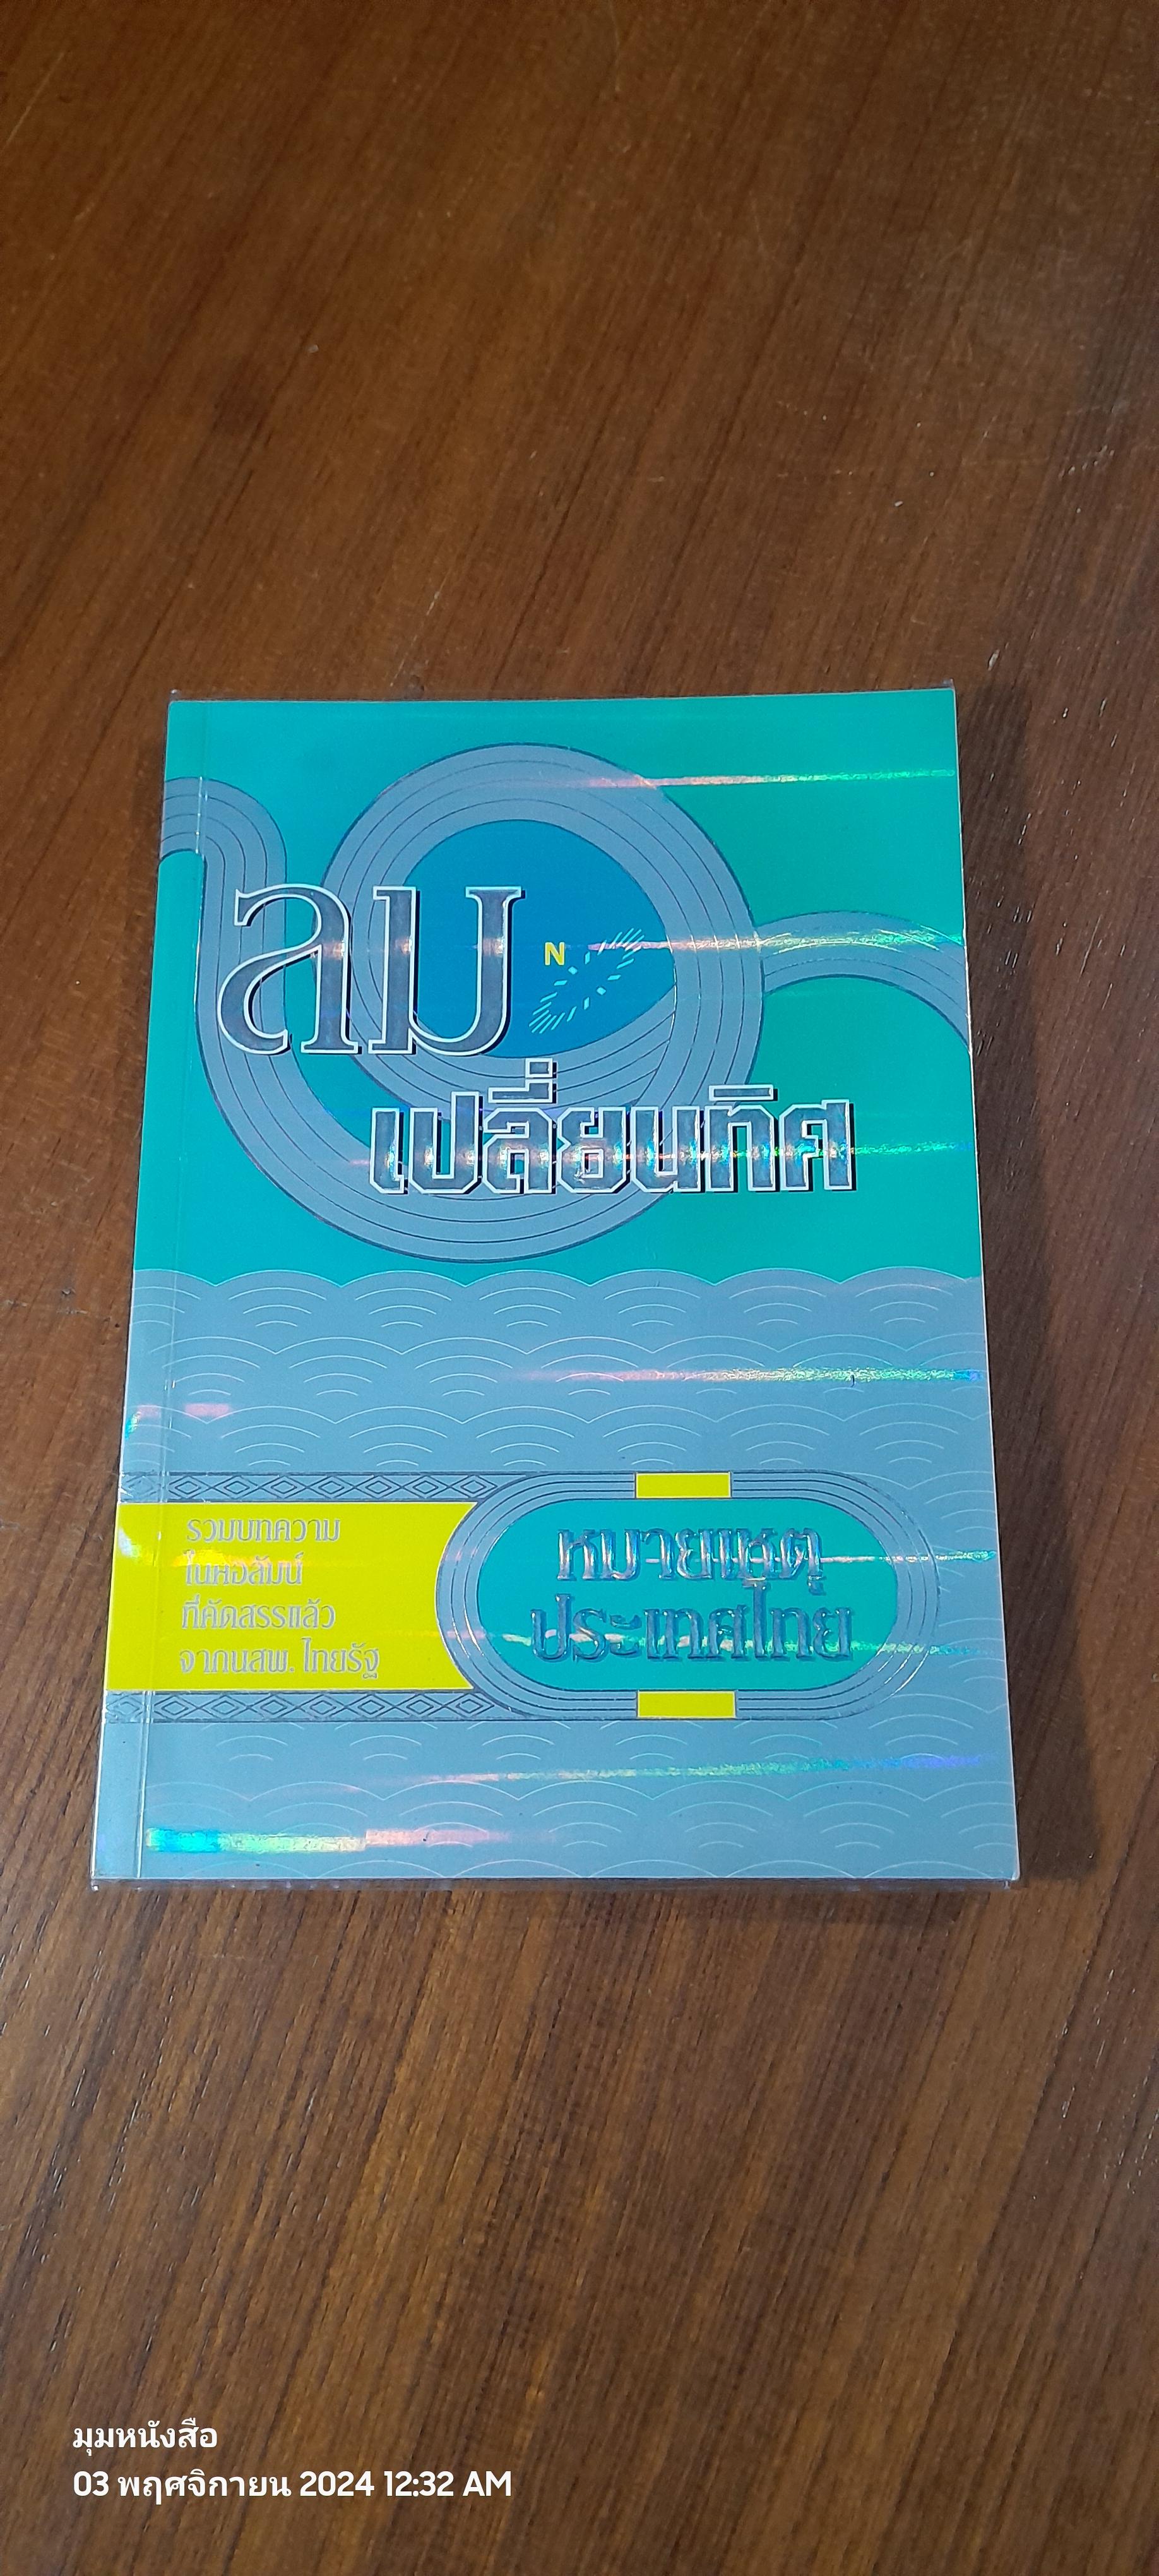 ลม
N
เปลี่ยนทิศ
รวมบทความ
ในคอลัมน์
ที่คัดสรรแล้ว
จากนสพ. ไทยรัฐ
หมายเหตุ
ประเทศไทย
มุมหนังสือ
03 พฤศจิกายน 2024 12:32 AM